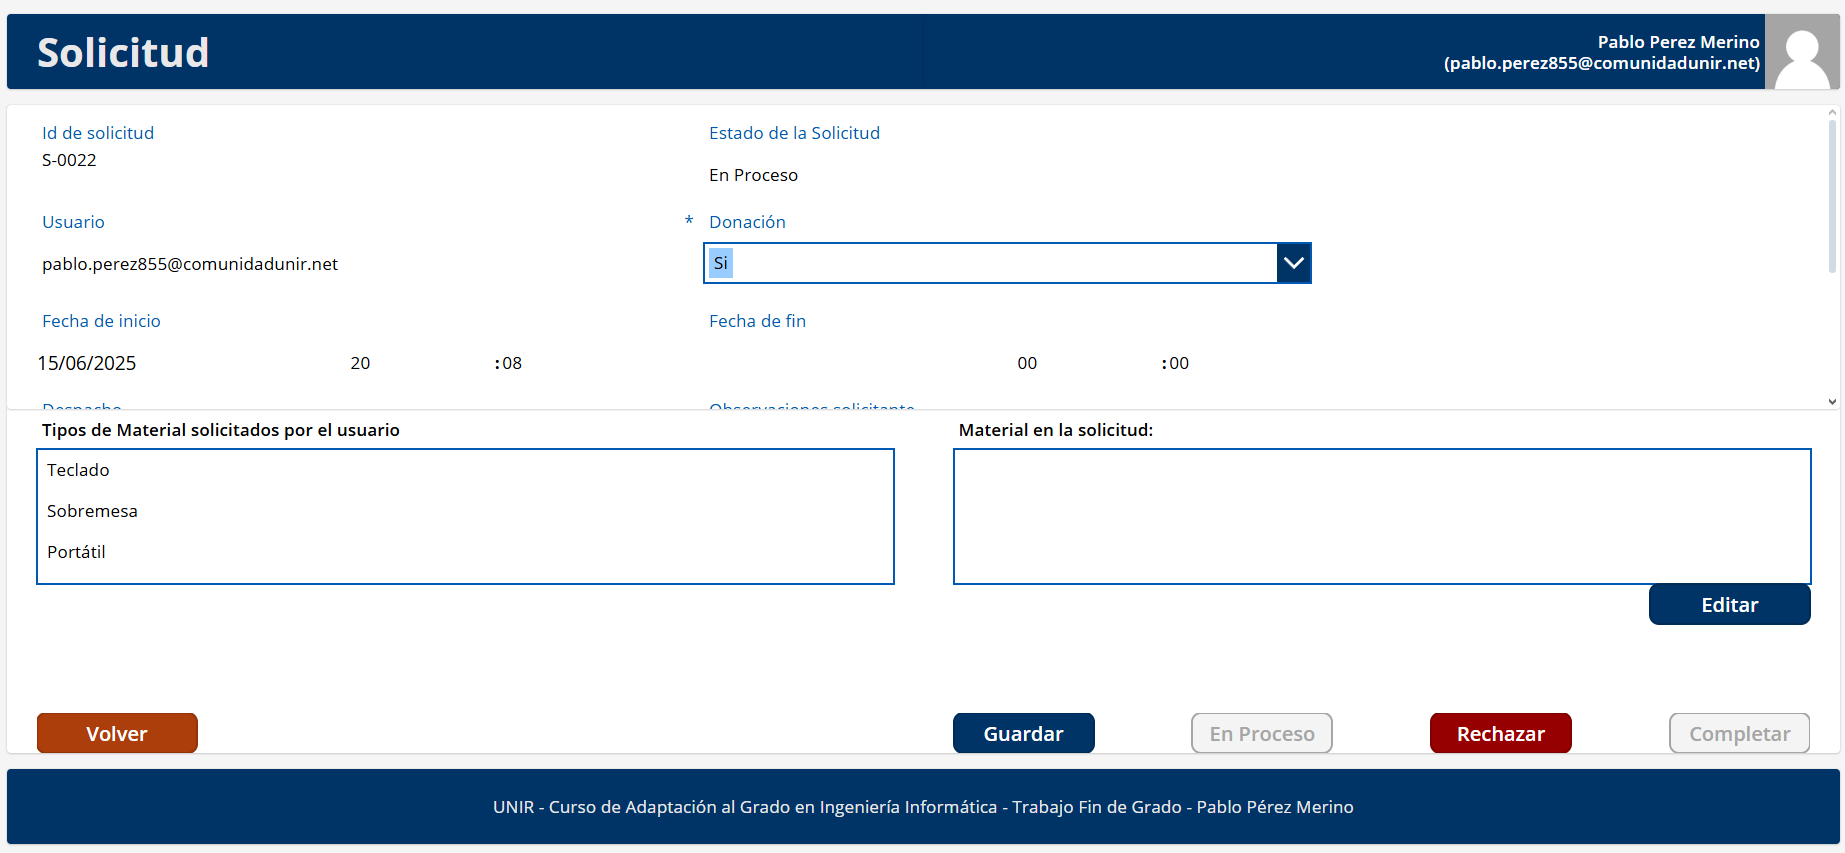 Solicitud
Pablo Perez Merino
(pablo.perez855@comunidadunir.net)
Id de solicitud
S-0022
Estado de la Solicitud
En Proceso
Usuario
pablo.perez855@comunidadunir.net
* Donación
Si
Fecha de inicio
15/06/2025 20 :08
Fecha de fin
00 :00
Despacho
Observaciones solicitante
Tipos de Material solicitados por el usuario
Teclado
Sobremesa
Portátil
Material en la solicitud:
Editar
Volver
Guardar
En Proceso
Rechazar
Completar
UNIR - Curso de Adaptación al Grado en Ingeniería Informática - Trabajo Fin de Grado - Pablo Pérez Merino